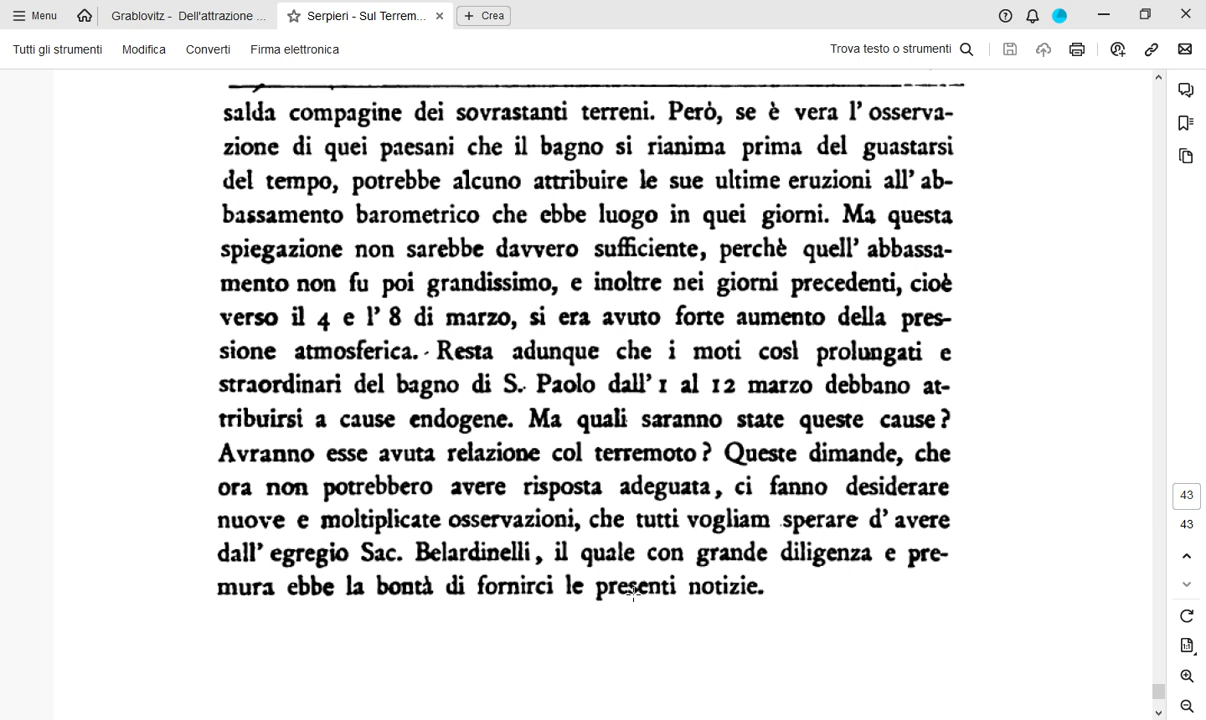 Menu
Grablovitz - Dell'attrazione ...
Serpieri - Sul Terrem...
Crea
Tutti gli strumenti
Modifica
Converti
Firma elettronica
Trova testo o strumenti
salda compagine dei sovrastanti terreni. Però, se è vera l' osserva-
zione di quei paesani che il bagno si rianima prima del guastarsi
del tempo, potrebbe alcuno attribuire le sue ultime eruzioni all' ab-
bassamento barometrico che ebbe luogo in quei giorni. Ma questa
spiegazione non sarebbe davvero sufficiente, perchè quell' abbassa-
mento non fu poi grandissimo, e inoltre nei giorni precedenti, cioè
verso il 4 e l' 8 di marzo, si era avuto forte aumento della pres-
sione atmosferica. Resta adunque che i moti così prolungati e
straordinari del bagno di S. Paolo dall' 1 al 12 marzo debbano at-
tribuirsi a cause endogene. Ma quali saranno state queste cause?
Avranno esse avuta relazione col terremoto? Queste dimande, che
ora non potrebbero avere risposta adeguata, ci fanno desiderare
nuove e moltiplicate osservazioni, che tutti vogliam sperare d' avere
dall' egregio Sac. Belardinelli, il quale con grande diligenza e pre-
mura ebbe la bontà di fornirci le presenti notizie.
43
43
1:1